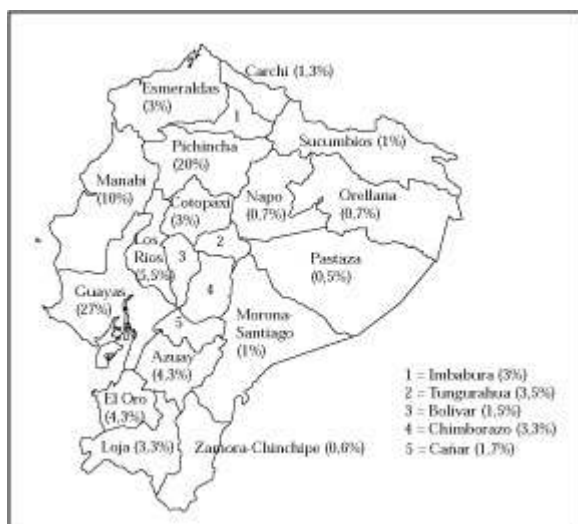 Carchi (1,3%)
Esmeraldas
(3%)
1
Sucumbios (1%)
Pichincha
(20%)
Manabi
(10%)
Cotopaxi
(3%)
Napo
(0,7%)
Orellana
(0,7%)
Los
Rios
(5,5%)
2
3
Pastaza
(0,5%)
4
Guayas
(27%)
Morona-
Santiago
(1%)
5
Azuay
(4,3%)
El Oro
(4,3%)
Loja (3,3%)
Zamora-Chinchipe (0,6%)
1 = Imbabura (3%)
2 = Tungurahua (3,5%)
3 = Bolivar (1,5%)
4 = Chimborazo (3,3%)
5 = Cañar (1,7%)